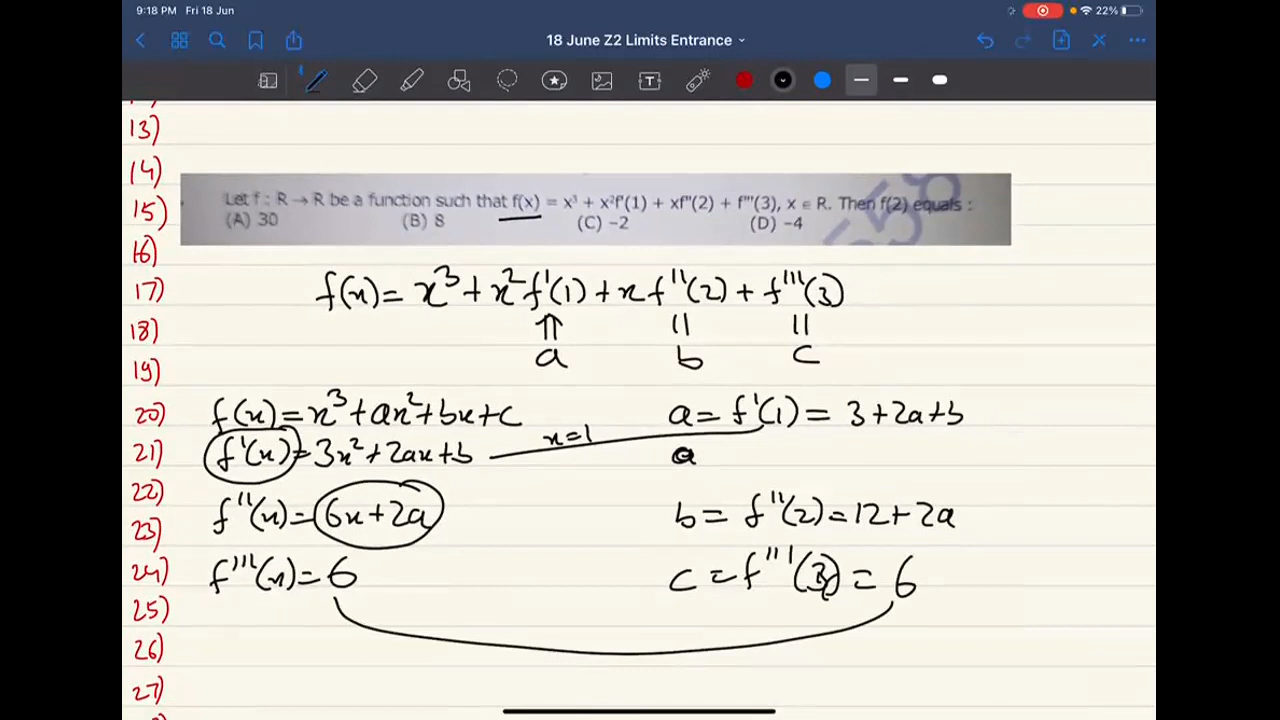 9:18 PM Fri 18 Jun 22%
18 June Z2 Limits Entrance
T
13)
14)
Let f : R → R be a function such that f(x) = x³ + x²f'(1) + xf''(2) + f'''(3), x ∈ R. Then f(2) equals :
15)
(A) 30 (B) 8 (C) -2 (D) -4
16)
17) f(x) = x³ + x² f'(1) + x f''(2) + f'''(3)
18) ⇑ || ||
a b c
19)
20) f(x) = x³ + ax² + bx + c a = f'(1) = 3 + 2a + b
21) f'(x) = 3x² + 2ax + b x=1 a
22)
f''(x) = 6x + 2a b = f''(2) = 12 + 2a
23)
24) f'''(x) = 6 c = f'''(3) = 6
25)
26)
27)